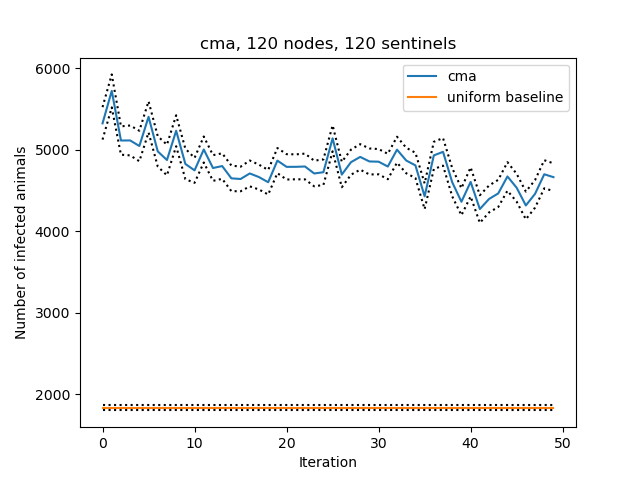 cma, 120 nodes, 120 sentinels
cma
uniform baseline
6000
5000
4000
3000
2000
Number of infected animals
0 10 20 30 40 50
Iteration